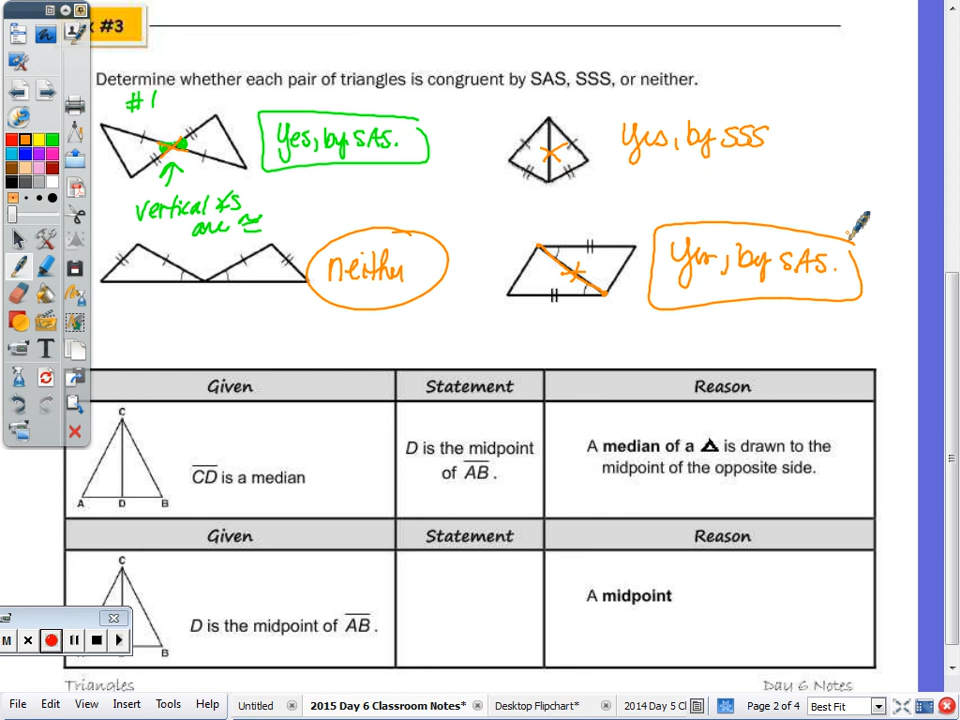 x #3
Determine whether each pair of triangles is congruent by SAS, SSS, or neither.
#1
Yes, by SAS.
Yes, by SSS
vertical ∡s
are ≅
neither
Yes, by SAS.
Given Statement Reason
C
A D B
CD is a median
D is the midpoint
of AB.
A median of a △ is drawn to the
midpoint of the opposite side.
Given Statement Reason
C
B
D is the midpoint of AB.
A midpoint
M
Triangles Day 6 Notes
File Edit View Insert Tools Help Untitled 2015 Day 6 Classroom Notes* Desktop Flipchart* 2014 Day 5 Cl Page 2 of 4 Best Fit